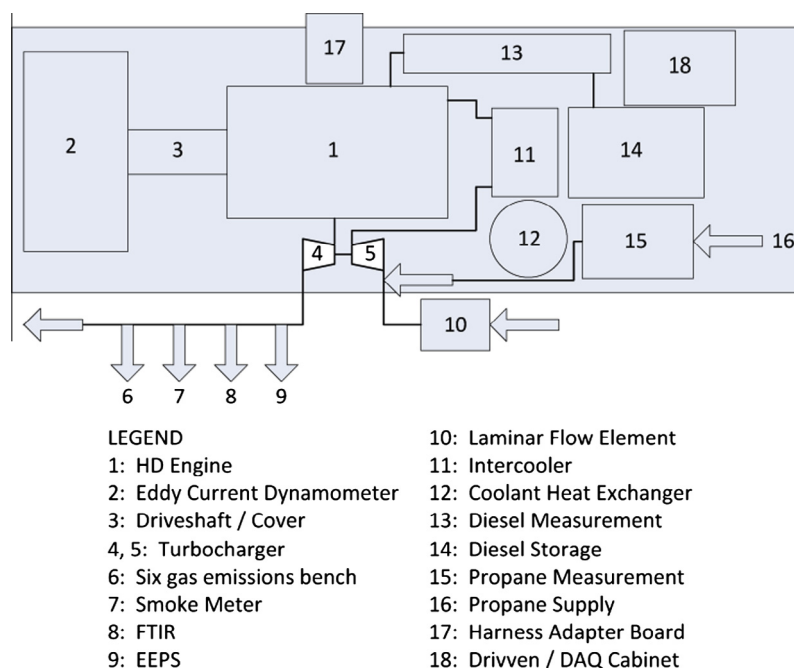 17
13
18
2
3
1
11
14
4
5
12
15
16
10
6
7
8
9
LEGEND
1: HD Engine
2: Eddy Current Dynamometer
3: Driveshaft / Cover
4, 5: Turbocharger
6: Six gas emissions bench
7: Smoke Meter
8: FTIR
9: EEPS
10: Laminar Flow Element
11: Intercooler
12: Coolant Heat Exchanger
13: Diesel Measurement
14: Diesel Storage
15: Propane Measurement
16: Propane Supply
17: Harness Adapter Board
18: Drivven / DAQ Cabinet